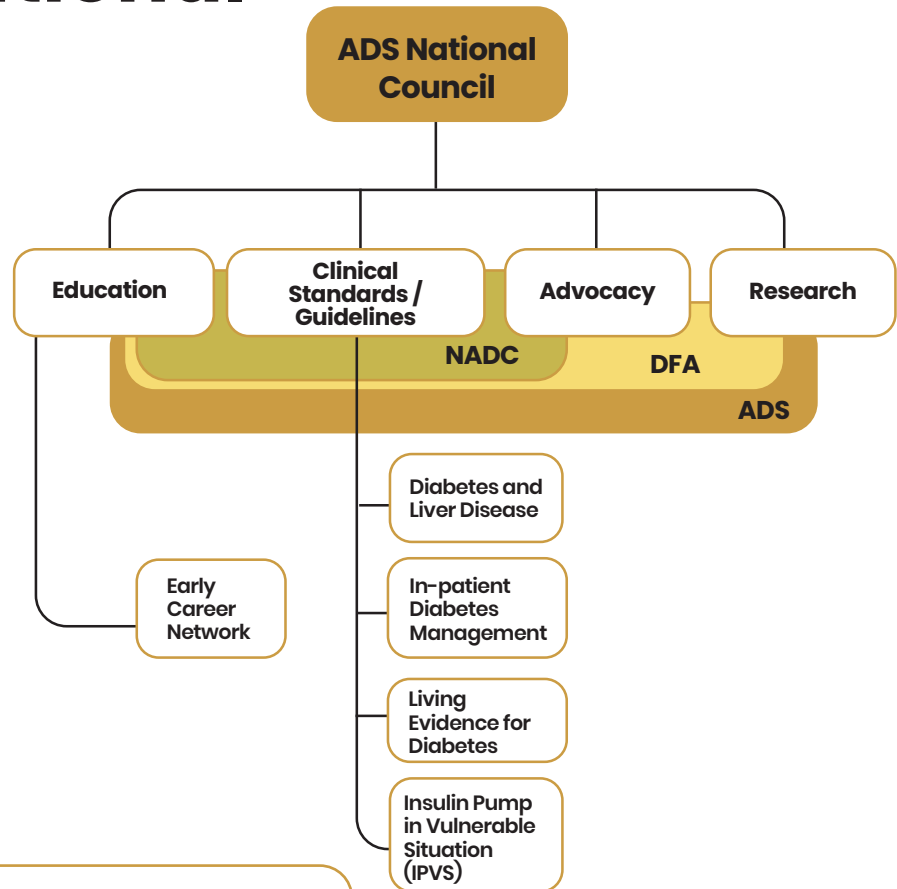 ADS National
Council
Education
Clinical
Standards /
Guidelines
Advocacy
Research
NADC
DFA
ADS
Diabetes and
Liver Disease
Early
Career
Network
In-patient
Diabetes
Management
Living
Evidence for
Diabetes
Insulin Pump
in Vulnerable
Situation
(IPVS)